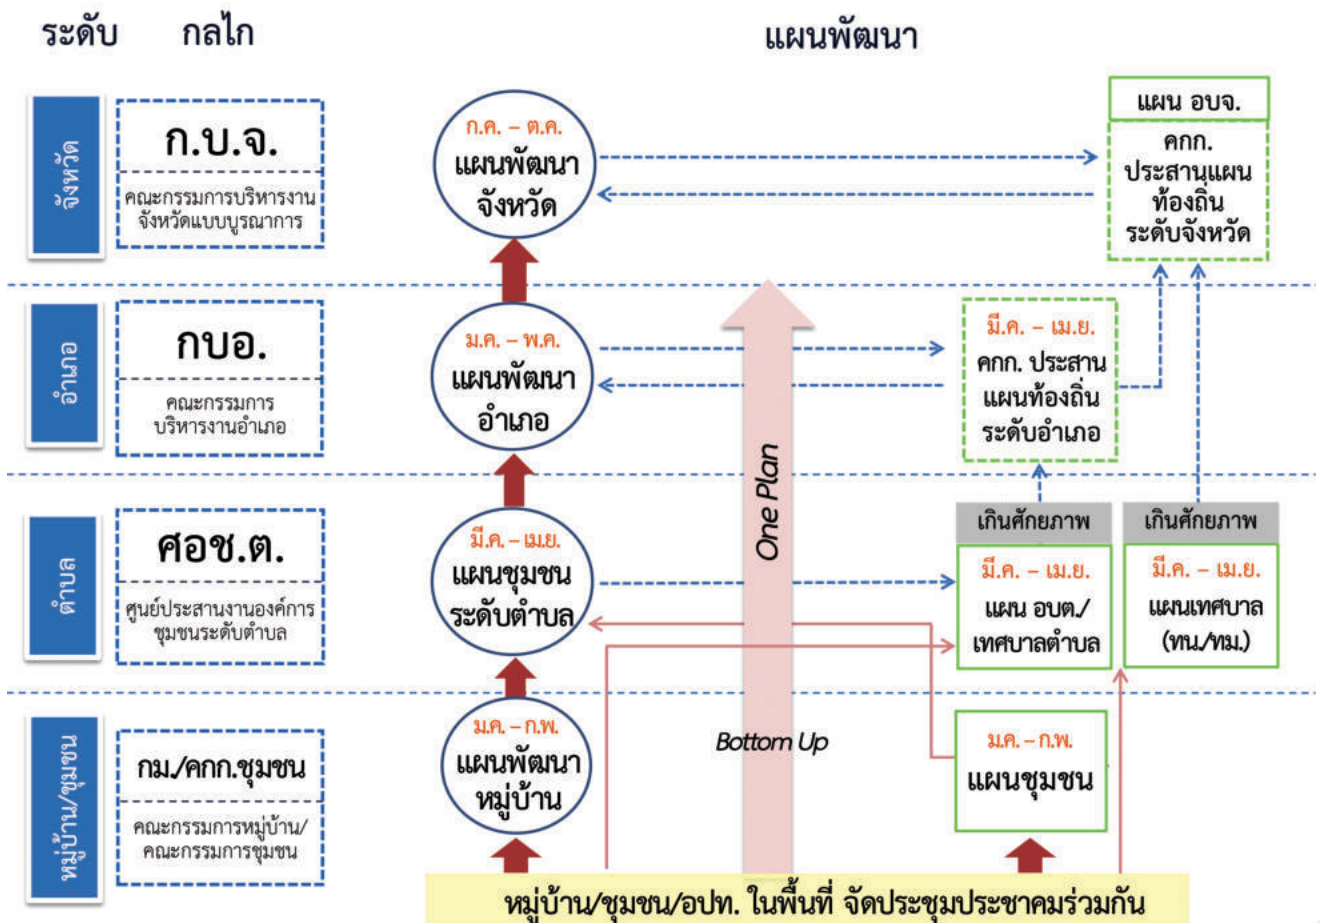 ระดับ กลไก แผนพัฒนา
จังหวัด
ก.บ.จ.
คณะกรรมการบริหารงาน
จังหวัดแบบบูรณาการ
ก.ค. – ต.ค.
แผนพัฒนา
จังหวัด
แผน อบจ.
คกก.
ประสานแผน
ท้องถิ่น
ระดับจังหวัด
อำเภอ
กบอ.
คณะกรรมการ
บริหารงานอำเภอ
ม.ค. – พ.ค.
แผนพัฒนา
อำเภอ
มี.ค. – เม.ย.
คกก. ประสาน
แผนท้องถิ่น
ระดับอำเภอ
One Plan
ตำบล
ศอช.ต.
ศูนย์ประสานงานองค์การ
ชุมชนระดับตำบล
มี.ค. – เม.ย.
แผนชุมชน
ระดับตำบล
เกินศักยภาพ
มี.ค. – เม.ย.
แผน อบต./
เทศบาลตำบล
เกินศักยภาพ
มี.ค. – เม.ย.
แผนเทศบาล
(ทน./ทม.)
หมู่บ้าน/ชุมชน
กม./คกก.ชุมชน
คณะกรรมการหมู่บ้าน/
คณะกรรมการชุมชน
ม.ค. – ก.พ.
แผนพัฒนา
หมู่บ้าน
Bottom Up
ม.ค. – ก.พ.
แผนชุมชน
หมู่บ้าน/ชุมชน/อปท. ในพื้นที่ จัดประชุมประชาคมร่วมกัน